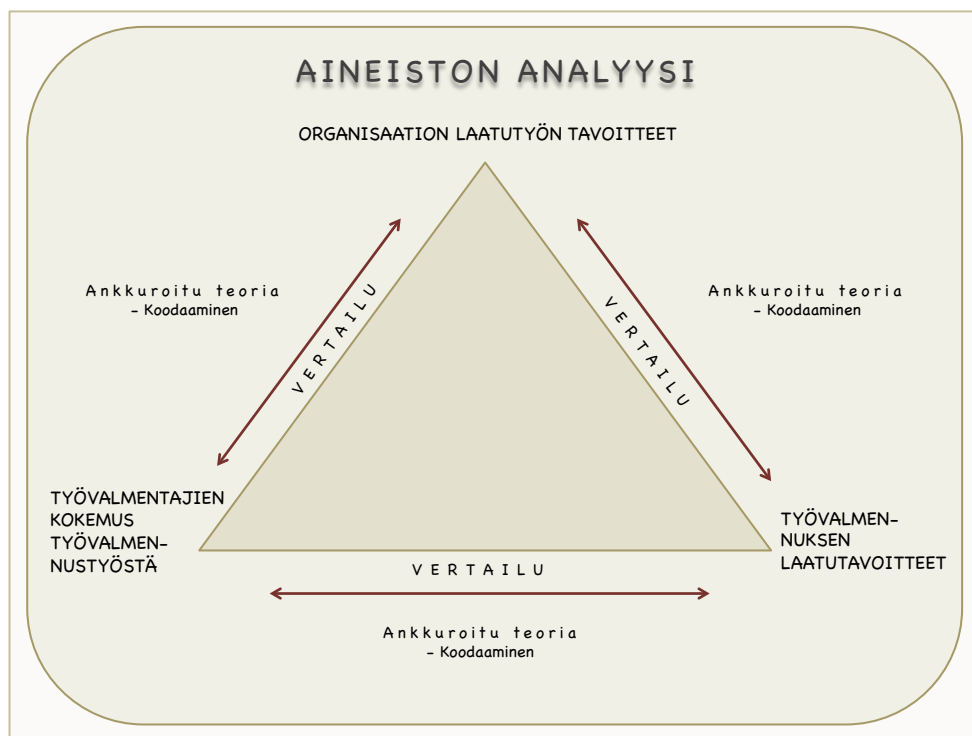 AINEISTON ANALYYSI
ORGANISAATION LAATUTYÖN TAVOITTEET
Ankkuroitu teoria
– Koodaaminen
VERTAILU
VERTAILU
Ankkuroitu teoria
– Koodaaminen
TYÖVALMENTAJIEN
KOKEMUS
TYÖVALMEN–
NUSTYÖSTÄ
TYÖVALMEN–
NUKSEN
LAATUTAVOITTEET
VERTAILU
Ankkuroitu teoria
– Koodaaminen